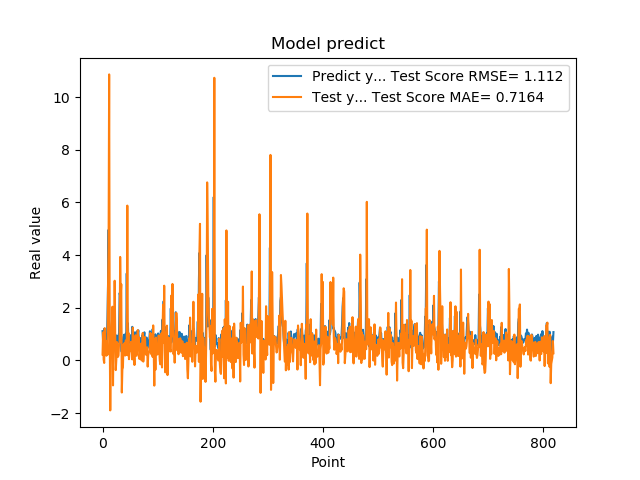 Model predict
Predict y... Test Score RMSE= 1.112
Test y... Test Score MAE= 0.7164
Real value
10
8
6
4
2
0
−2
0 200 400 600 800
Point